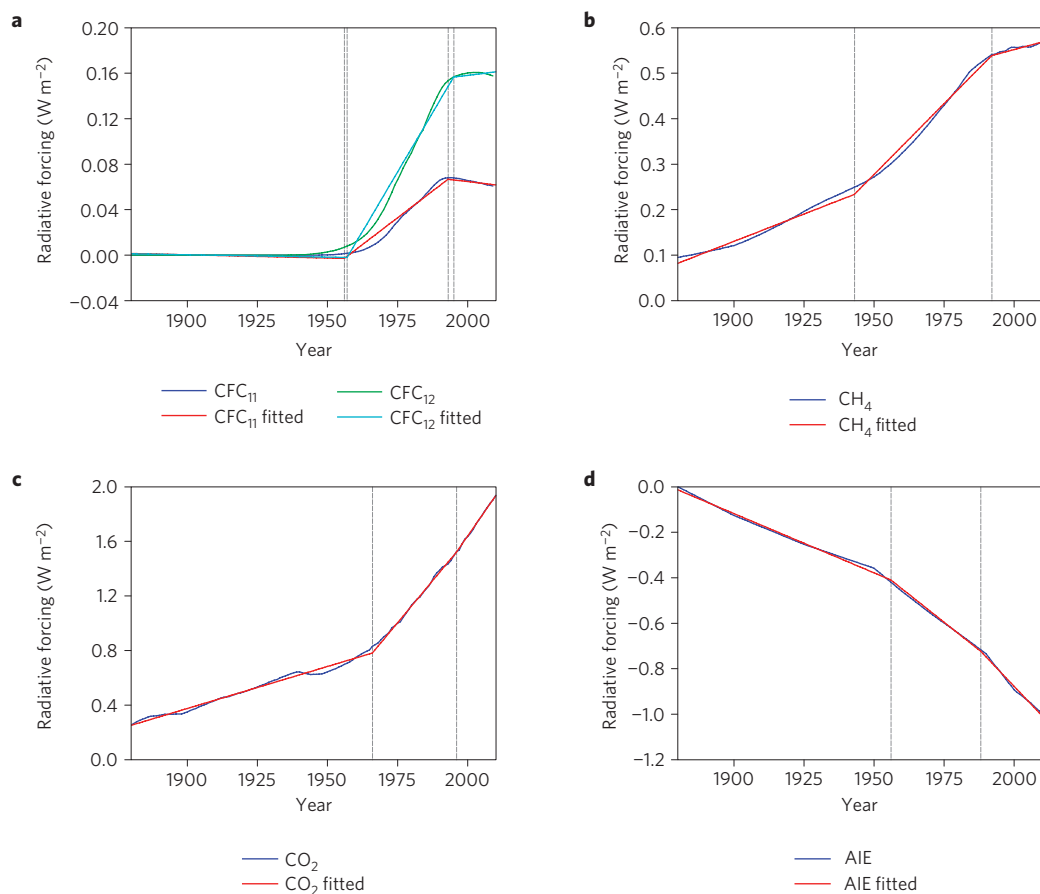 a
Radiative forcing (W m−2)
0.20
0.16
0.12
0.08
0.04
0.00
−0.04
1900 1925 1950 1975 2000
Year
CFC11
CFC11 fitted
CFC12
CFC12 fitted
b
Radiative forcing (W m−2)
0.6
0.5
0.4
0.3
0.2
0.1
0.0
1900 1925 1950 1975 2000
Year
CH4
CH4 fitted
c
Radiative forcing (W m−2)
2.0
1.6
1.2
0.8
0.4
0.0
1900 1925 1950 1975 2000
Year
CO2
CO2 fitted
d
Radiative forcing (W m−2)
0.0
−0.2
−0.4
−0.6
−0.8
−1.0
−1.2
1900 1925 1950 1975 2000
Year
AIE
AIE fitted